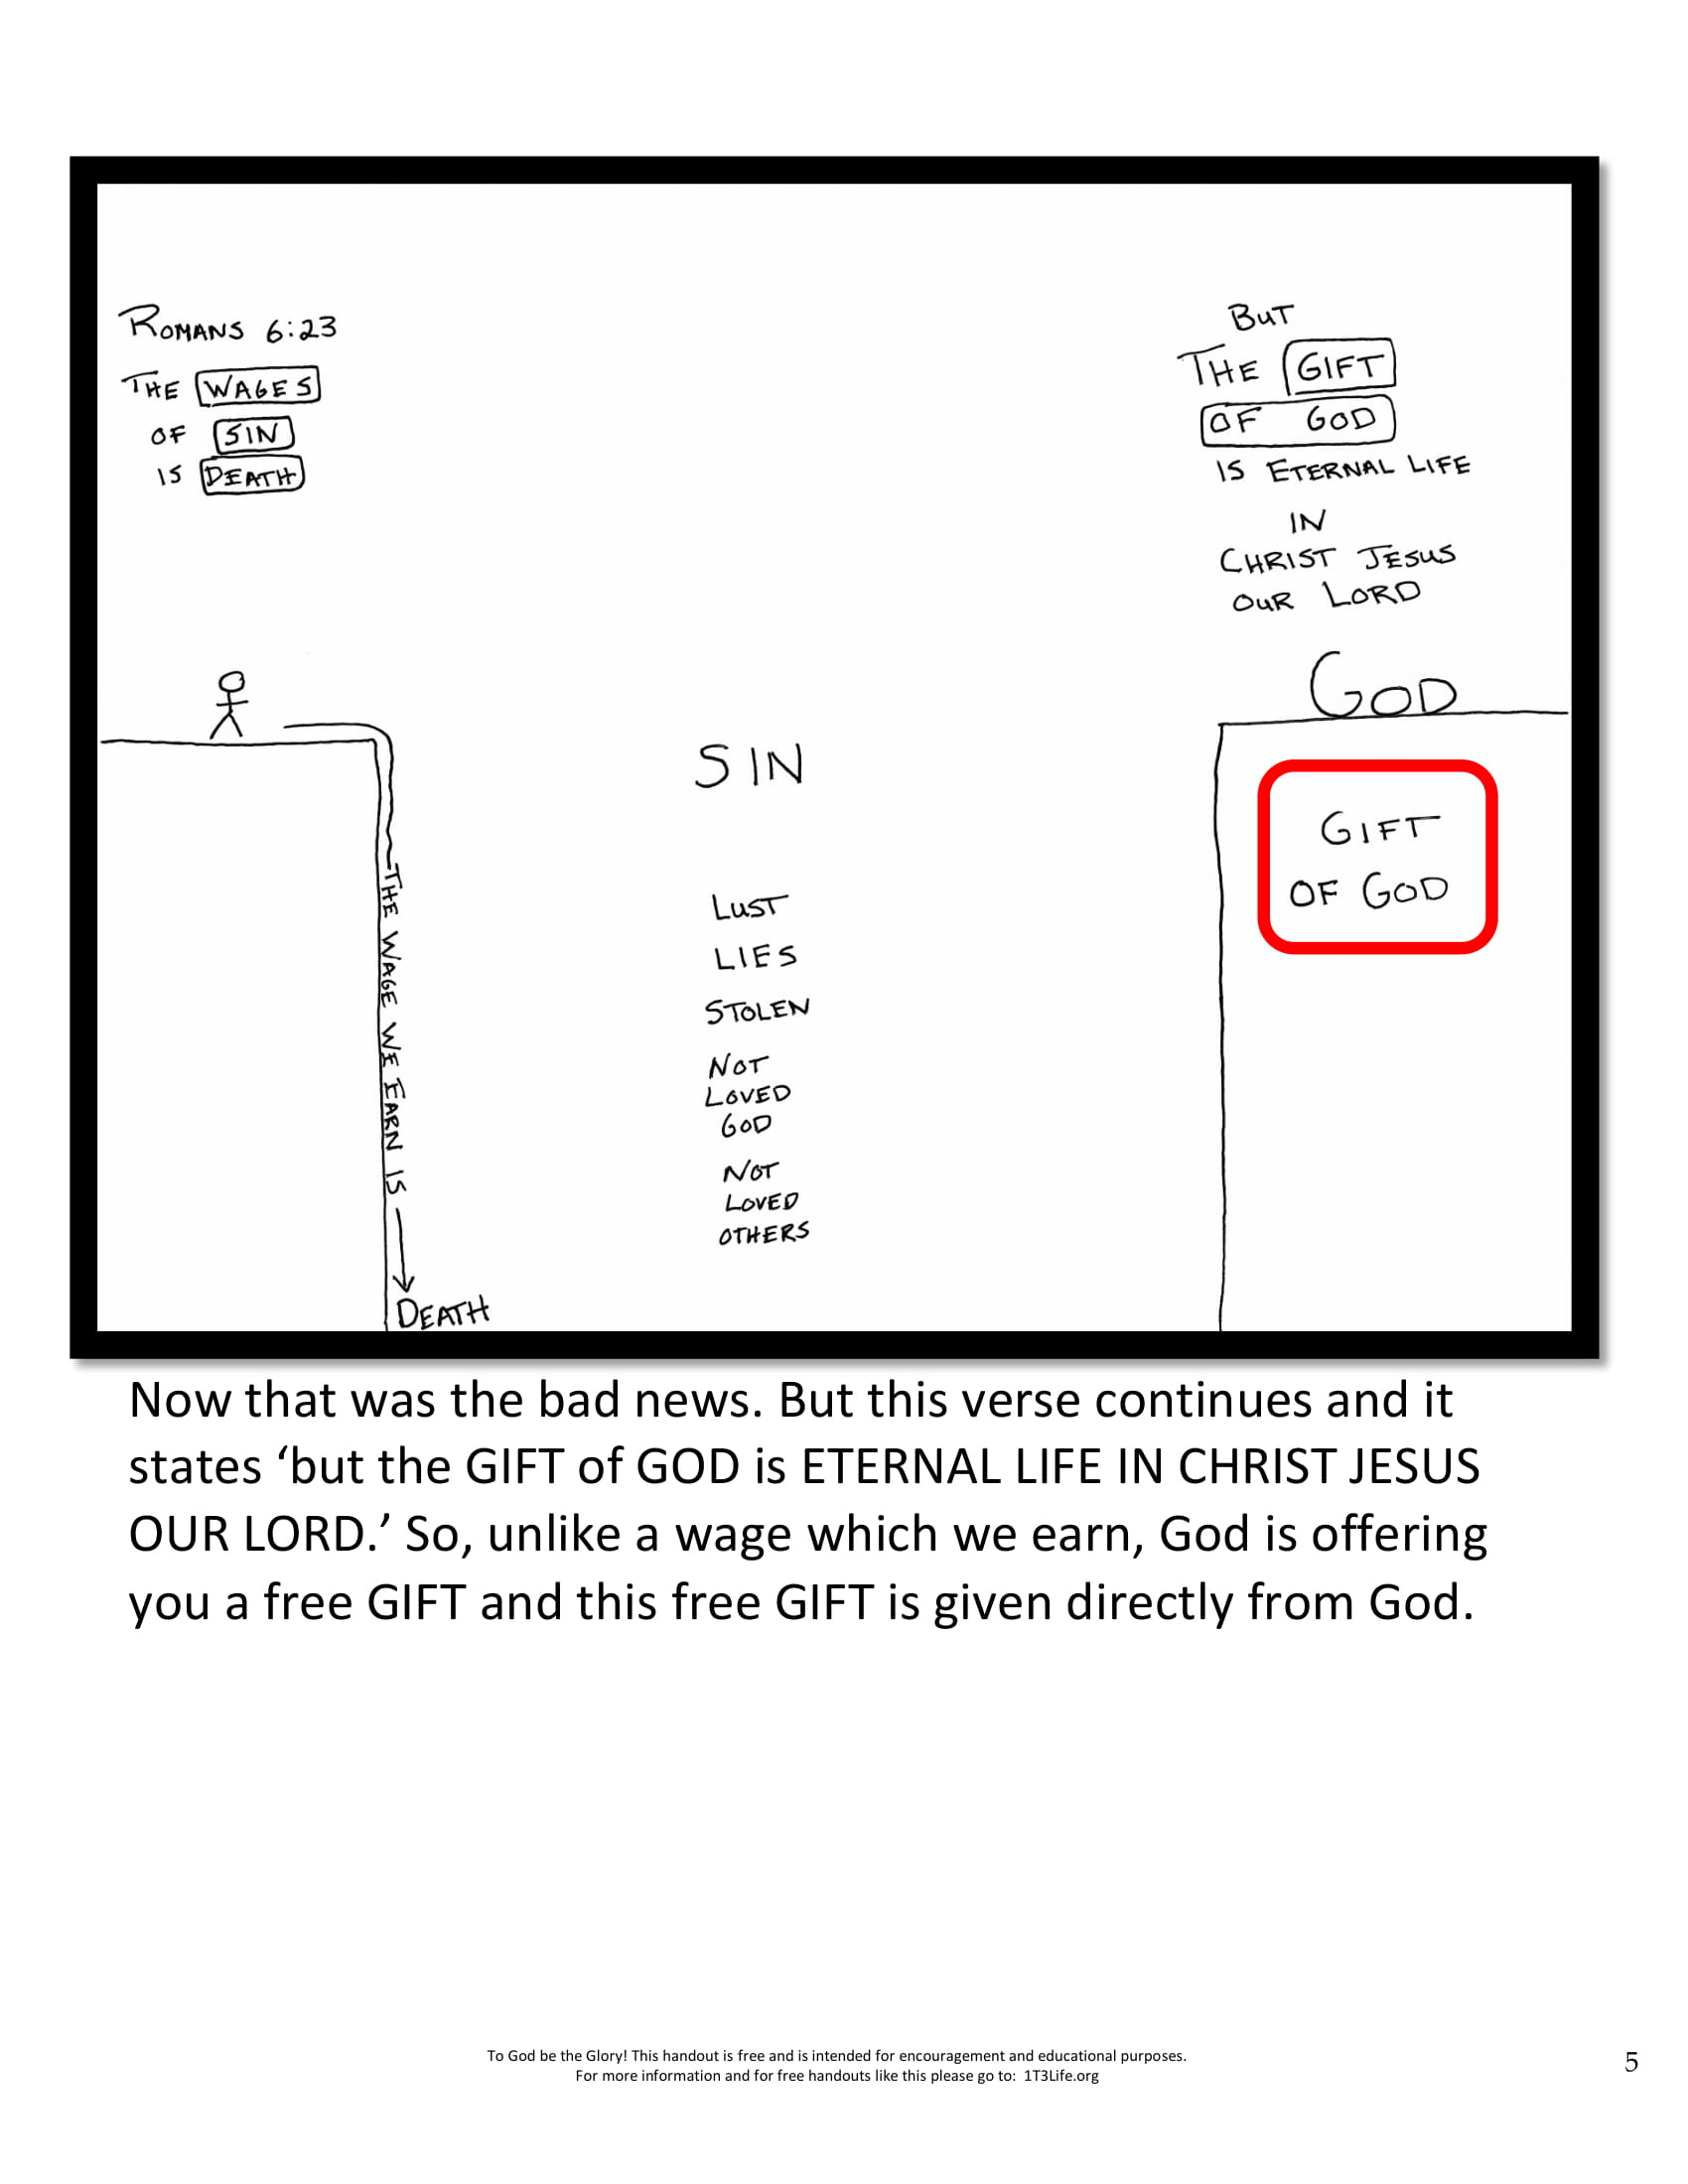 Romans 6:23
The WAGES
OF SIN
IS DEATH
But
The GIFT
OF GOD
IS ETERNAL LIFE
IN
CHRIST JESUS
OUR LORD
GOD
SIN
GIFT
OF GOD
LUST
LIES
STOLEN
NOT
LOVED
GOD
NOT
LOVED
OTHERS
THE WAGE WE EARN IS
DEATH
Now that was the bad news. But this verse continues and it
states ‘but the GIFT of GOD is ETERNAL LIFE IN CHRIST JESUS
OUR LORD.’ So, unlike a wage which we earn, God is offering
you a free GIFT and this free GIFT is given directly from God.
To God be the Glory! This handout is free and is intended for encouragement and educational purposes.
For more information and for free handouts like this please go to: 1T3Life.org
5